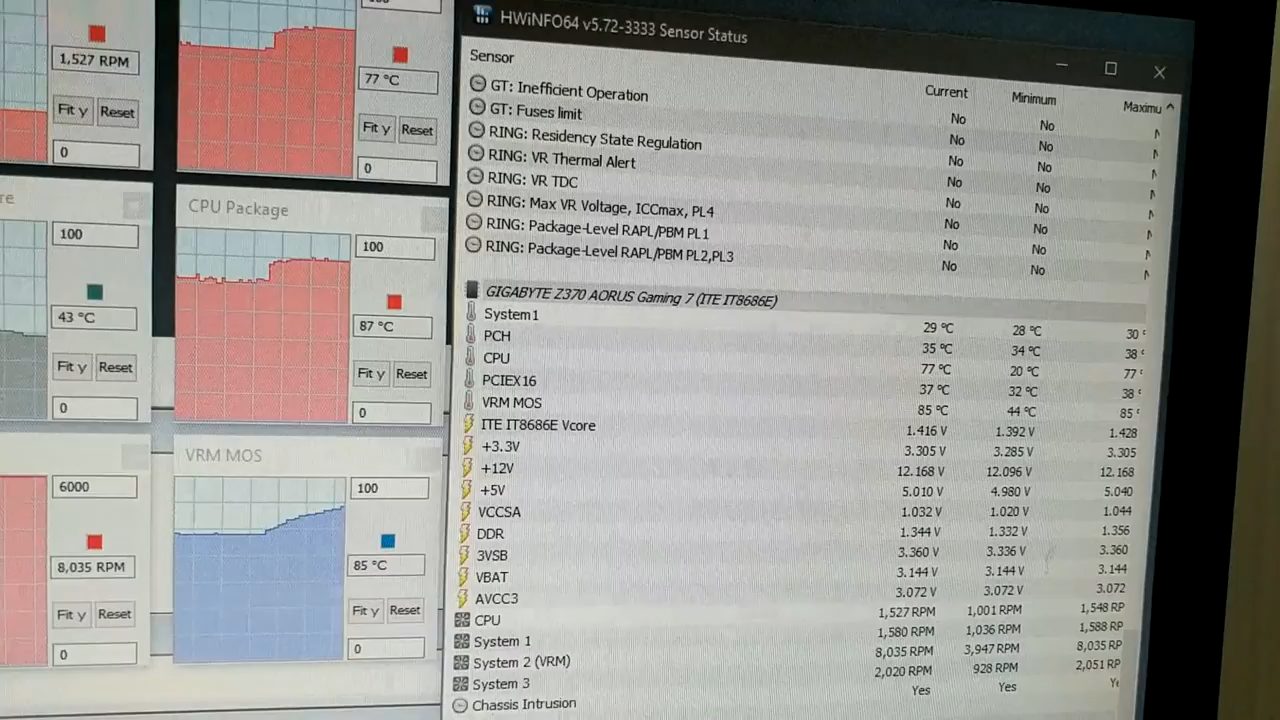 1,527 RPM
Fit y Reset
0
77 °C
Fit y Reset
0
re
100
43 °C
Fit y Reset
0
CPU Package
100
87 °C
Fit y Reset
0
6000
8,035 RPM
Fit y Reset
0
VRM MOS
100
85 °C
Fit y Reset
0
HWiNFO64 v5.72-3333 Sensor Status
Sensor Current Minimum Maximu
GT: Inefficient Operation No No
GT: Fuses limit No No
RING: Residency State Regulation No No
RING: VR Thermal Alert No No
RING: VR TDC No No
RING: Max VR Voltage, ICCmax, PL4 No No
RING: Package-Level RAPL/PBM PL1 No No
RING: Package-Level RAPL/PBM PL2,PL3 No No
GIGABYTE Z370 AORUS Gaming 7 (ITE IT8686E)
System1 29 °C 28 °C 30
PCH 35 °C 34 °C 38
CPU 77 °C 20 °C 77
PCIEX16 37 °C 32 °C 38
VRM MOS 85 °C 44 °C 85
ITE IT8686E Vcore 1.416 V 1.392 V 1.428
+3.3V 3.305 V 3.285 V 3.305
+12V 12.168 V 12.096 V 12.168
+5V 5.010 V 4.980 V 5.040
VCCSA 1.032 V 1.020 V 1.044
DDR 1.344 V 1.332 V 1.356
3VSB 3.360 V 3.336 V 3.360
VBAT 3.144 V 3.144 V 3.144
AVCC3 3.072 V 3.072 V 3.072
CPU 1,527 RPM 1,001 RPM 1,548 RP
System 1 1,580 RPM 1,036 RPM 1,588 RP
System 2 (VRM) 8,035 RPM 3,947 RPM 8,035 RP
System 3 2,020 RPM 928 RPM 2,051 RP
Chassis Intrusion Yes Yes Ye